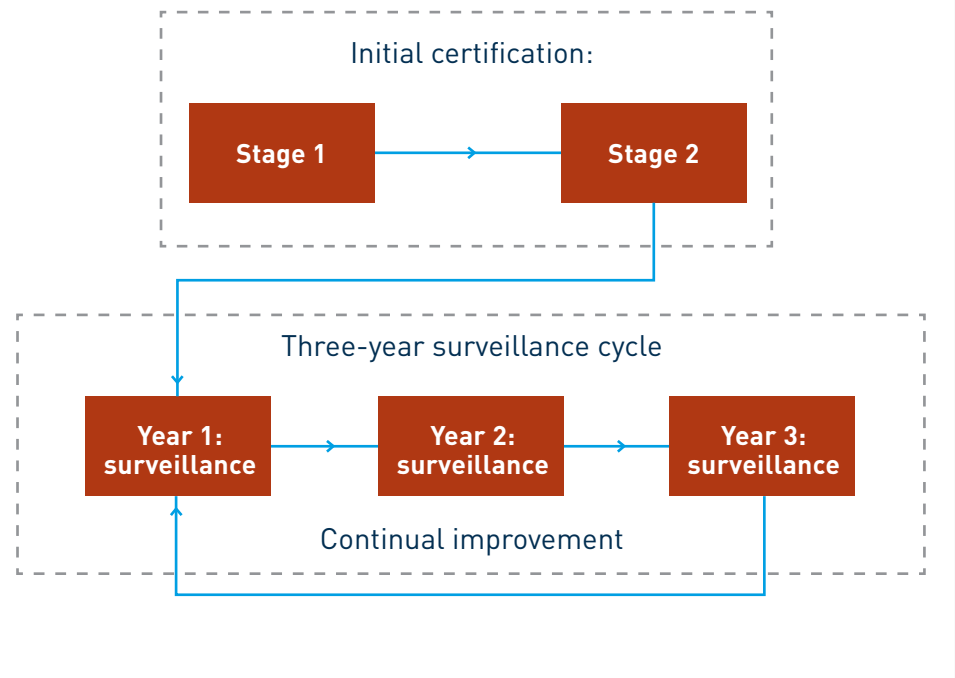 Initial certification:
Stage 1
Stage 2
Three-year surveillance cycle
Year 1:
surveillance
Year 2:
surveillance
Year 3:
surveillance
Continual improvement